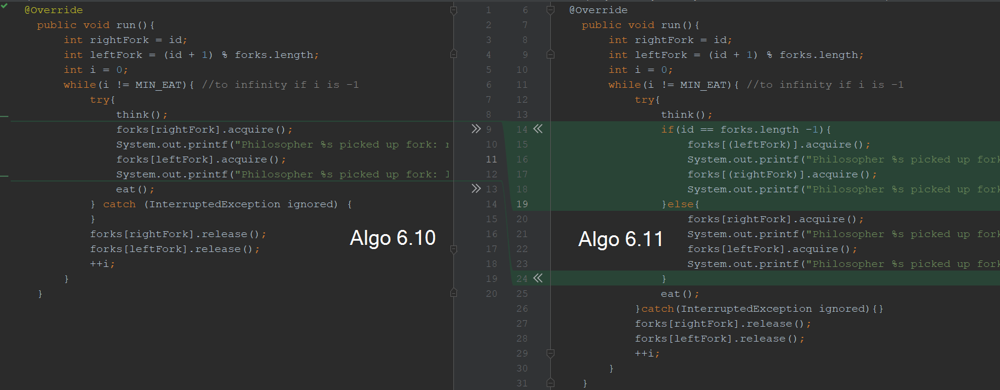 @Override
public void run(){
int rightFork = id;
int leftFork = (id + 1) % forks.length;
int i = 0;
while(i != MIN_EAT){ //to infinity if i is -1
try{
think();
forks[rightFork].acquire();
System.out.printf("Philosopher %s picked up fork: r
forks[leftFork].acquire();
System.out.printf("Philosopher %s picked up fork: l
eat();
} catch (InterruptedException ignored) {
}
forks[rightFork].release();
forks[leftFork].release();
++i;
}
}
Algo 6.10
1
2
3
4
5
6
7
8
9
10
11
12
13
14
15
16
17
18
19
20
6
7
8
9
10
11
12
13
14
15
16
17
18
19
20
21
22
23
24
25
26
27
28
29
30
31
@Override
public void run(){
int rightFork = id;
int leftFork = (id + 1) % forks.length;
int i = 0;
while(i != MIN_EAT){ //to infinity if i is -1
try{
think();
if(id == forks.length -1){
forks[(leftFork)].acquire();
System.out.printf("Philosopher %s picked up fork
forks[(rightFork)].acquire();
System.out.printf("Philosopher %s picked up fork
}else{
forks[rightFork].acquire();
System.out.printf("Philosopher %s picked up fork
forks[leftFork].acquire();
System.out.printf("Philosopher %s picked up fork
}
eat();
}catch(InterruptedException ignored){}
forks[rightFork].release();
forks[leftFork].release();
++i;
}
}
Algo 6.11